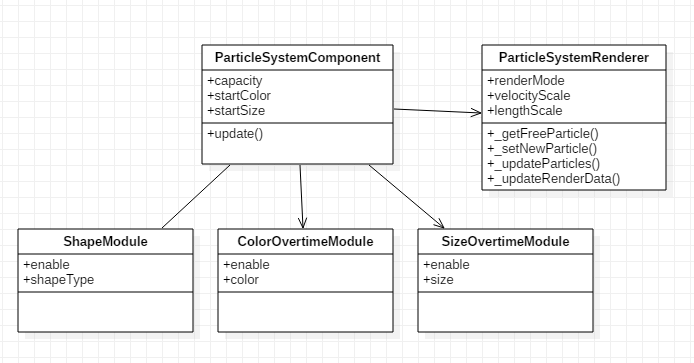 ParticleSystemComponent
+capacity
+startColor
+startSize
+update()
ParticleSystemRenderer
+renderMode
+velocityScale
+lengthScale
+_getFreeParticle()
+_setNewParticle()
+_updateParticles()
+_updateRenderData()
ShapeModule
+enable
+shapeType
ColorOvertimeModule
+enable
+color
SizeOvertimeModule
+enable
+size